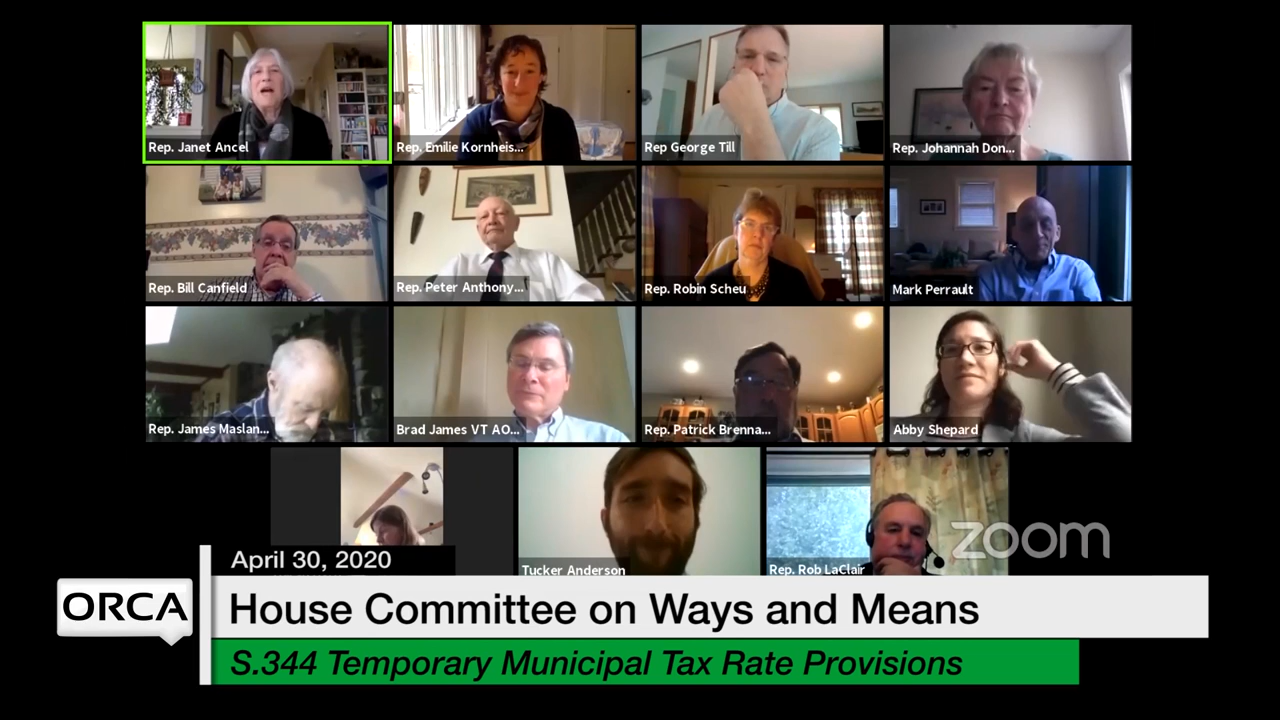 Rep. Janet Ancel
Rep. Emilie Kornheis...
Rep George Till
Rep. Johannah Don...
Rep. Bill Canfield
Rep. Peter Anthony...
Rep. Robin Scheu
Mark Perrault
Rep. James Maslan...
Brad James VT AO...
Rep. Patrick Brenna...
Abby Shepard
Tucker Anderson
Rep. Rob LaClair
zoom
April 30, 2020
ORCA
House Committee on Ways and Means
S.344 Temporary Municipal Tax Rate Provisions